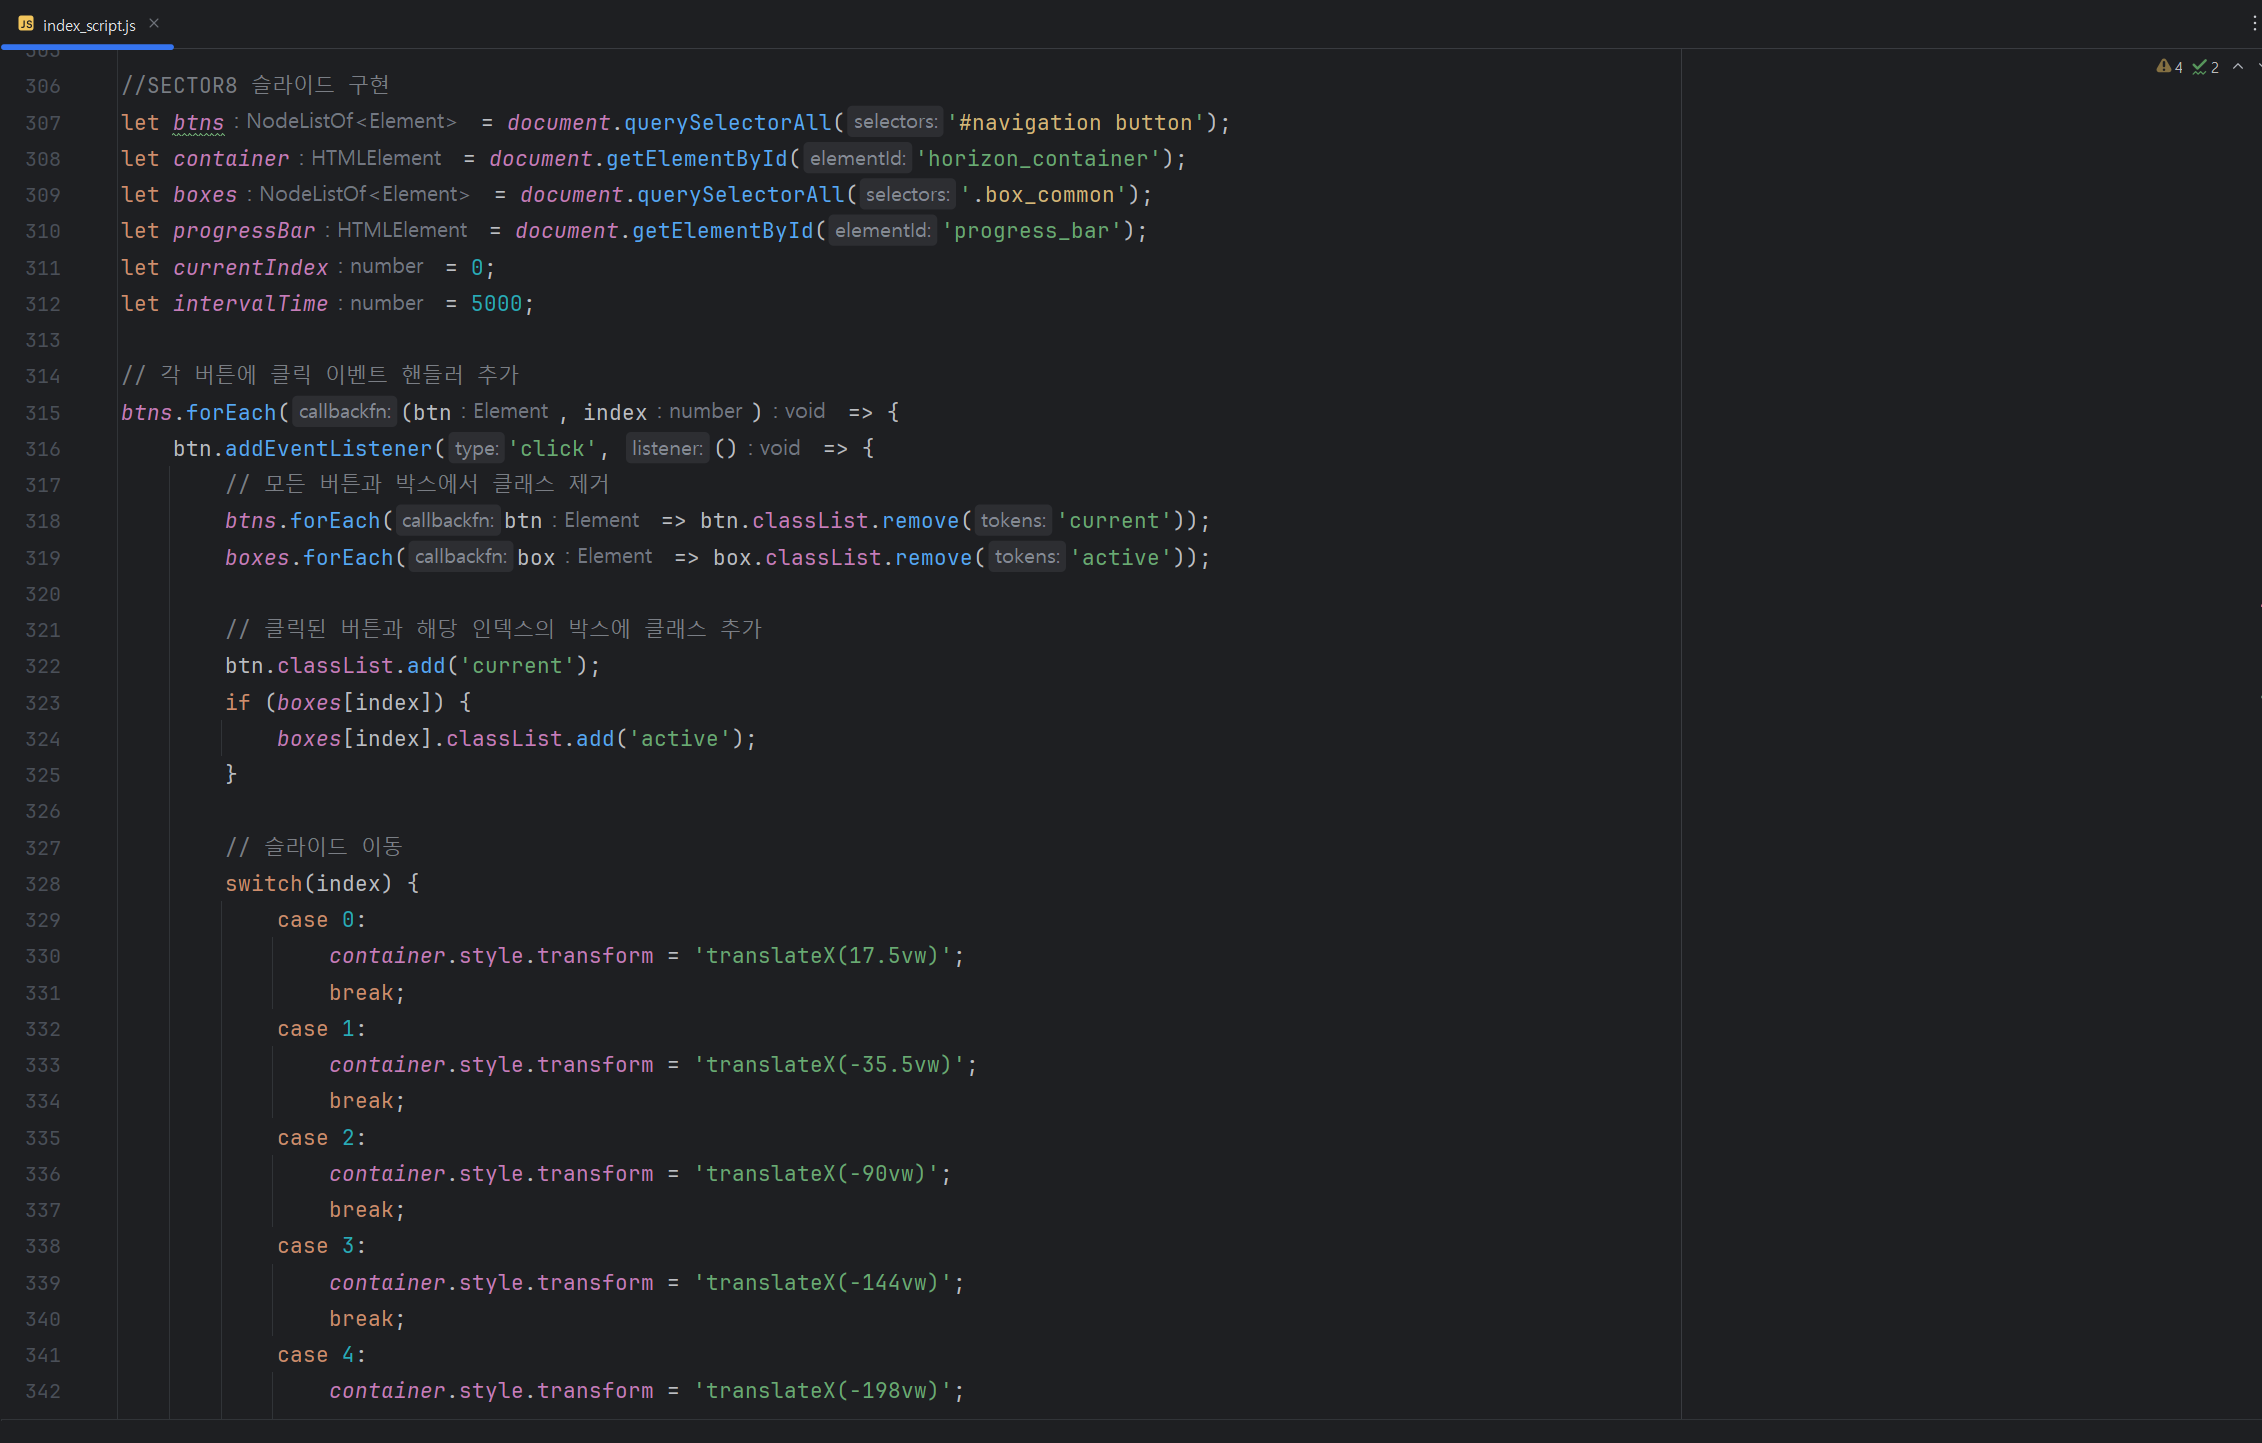 index_script.js
4 2
306 //SECTOR8 슬라이드 구현
307 let btns : NodeListOf<Element> = document.querySelectorAll( selectors: '#navigation button');
308 let container : HTMLElement = document.getElementById( elementId: 'horizon_container');
309 let boxes : NodeListOf<Element> = document.querySelectorAll( selectors: '.box_common');
310 let progressBar : HTMLElement = document.getElementById( elementId: 'progress_bar');
311 let currentIndex : number = 0;
312 let intervalTime : number = 5000;
313
314 // 각 버튼에 클릭 이벤트 핸들러 추가
315 btns.forEach( callbackfn: (btn : Element , index : number ) : void => {
316 btn.addEventListener( type: 'click', listener: () : void => {
317 // 모든 버튼과 박스에서 클래스 제거
318 btns.forEach( callbackfn: btn : Element => btn.classList.remove( tokens: 'current'));
319 boxes.forEach( callbackfn: box : Element => box.classList.remove( tokens: 'active'));
320
321 // 클릭된 버튼과 해당 인덱스의 박스에 클래스 추가
322 btn.classList.add('current');
323 if (boxes[index]) {
324 boxes[index].classList.add('active');
325 }
326
327 // 슬라이드 이동
328 switch(index) {
329 case 0:
330 container.style.transform = 'translateX(17.5vw)';
331 break;
332 case 1:
333 container.style.transform = 'translateX(-35.5vw)';
334 break;
335 case 2:
336 container.style.transform = 'translateX(-90vw)';
337 break;
338 case 3:
339 container.style.transform = 'translateX(-144vw)';
340 break;
341 case 4:
342 container.style.transform = 'translateX(-198vw)';